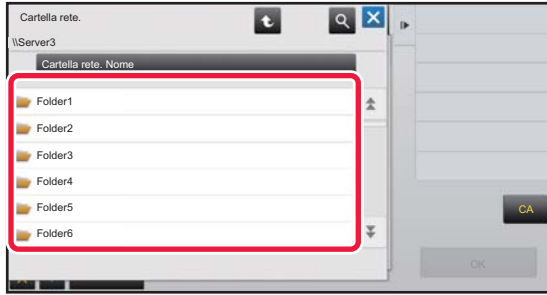 Cartella rete.
\\Server3
Cartella rete. Nome
Folder1
Folder2
Folder3
Folder4
Folder5
Folder6
CA
OK